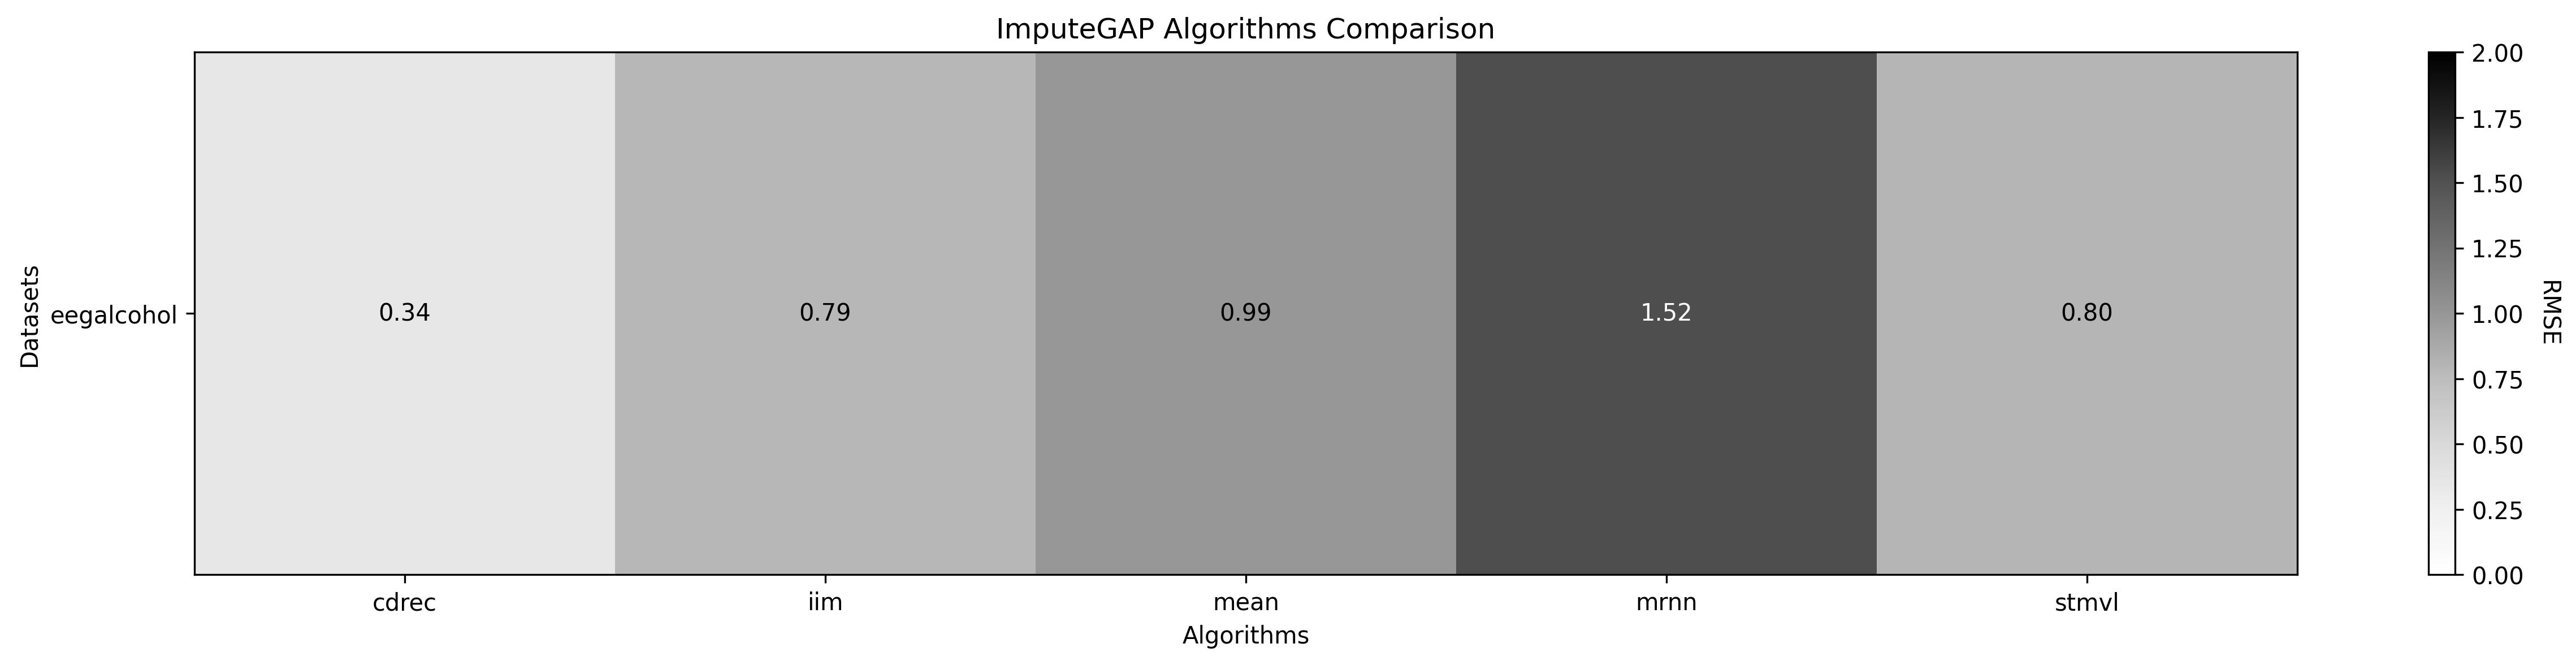 ImputeGAP Algorithms Comparison
Datasets
eegalcohol
0.34
0.79
0.99
1.52
0.80
cdrec
iim
mean
mrnn
stmvl
Algorithms
2.00
1.75
1.50
1.25
1.00
0.75
0.50
0.25
0.00
RMSE